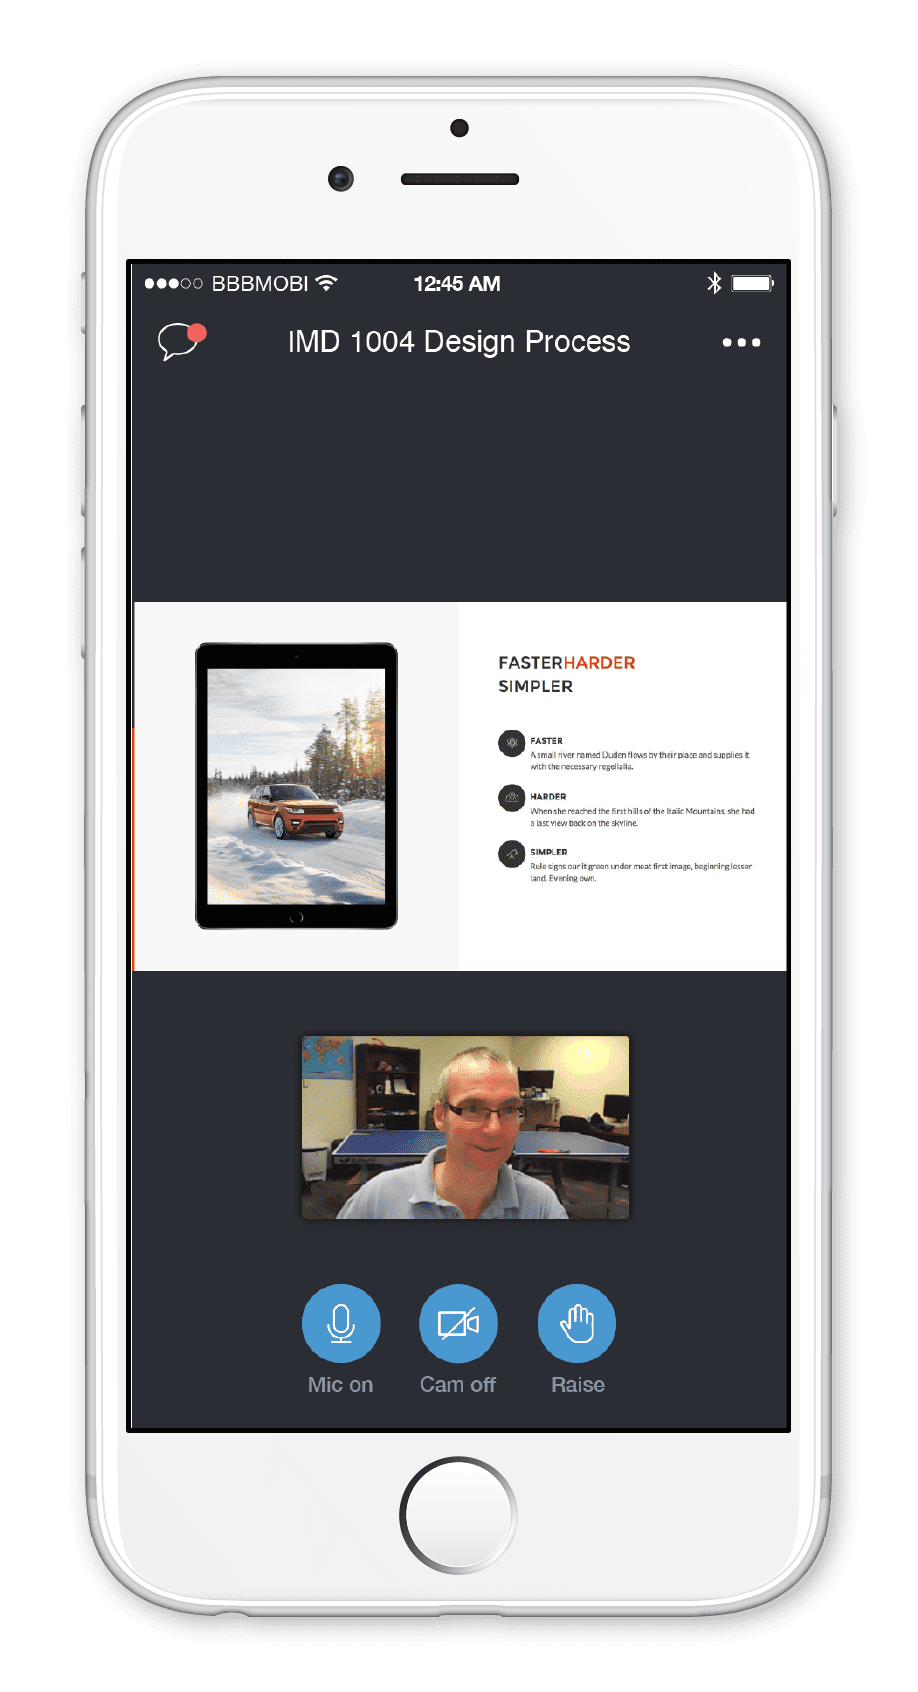 BBBMOBI 12:45 AM
IMD 1004 Design Process
FASTERHARDER
SIMPLER
FASTER
A small river named Duden flows by their place and supplies it
with the necessary regelialia.
HARDER
When she reached the first hills of the Italic Mountains, she had
a last view back on the skyline.
SIMPLER
Rule signs our it green under meat first image, beginning lesser
land. Evening own.
Mic on Cam off Raise